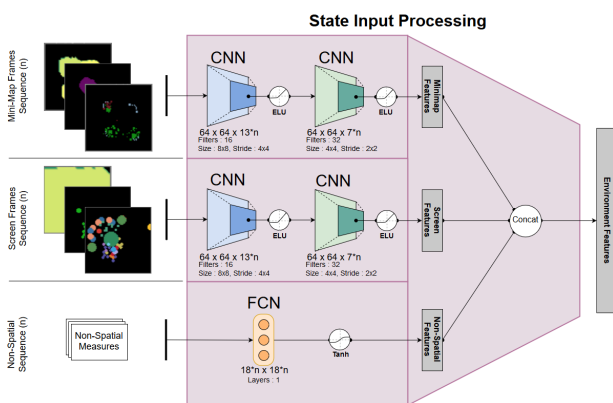 State Input Processing
Mini-Map Frames
Sequence (n)
CNN
ELU
64 x 64 x 13*n
Filters : 16
Size : 8x8, Stride : 4x4
CNN
ELU
64 x 64 x 7*n
Filters : 32
Size : 4x4, Stride : 2x2
Minimap
Features
Screen Frames
Sequence (n)
CNN
ELU
64 x 64 x 13*n
Filters : 16
Size : 8x8, Stride : 4x4
CNN
ELU
64 x 64 x 7*n
Filters : 32
Size : 4x4, Stride : 2x2
Screen
Features
Concat
Environment Features
Non-Spatial
Sequence (n)
Non-Spatial
Measures
FCN
18*n x 18*n
Layers : 1
Tanh
Non-Spatial
Features